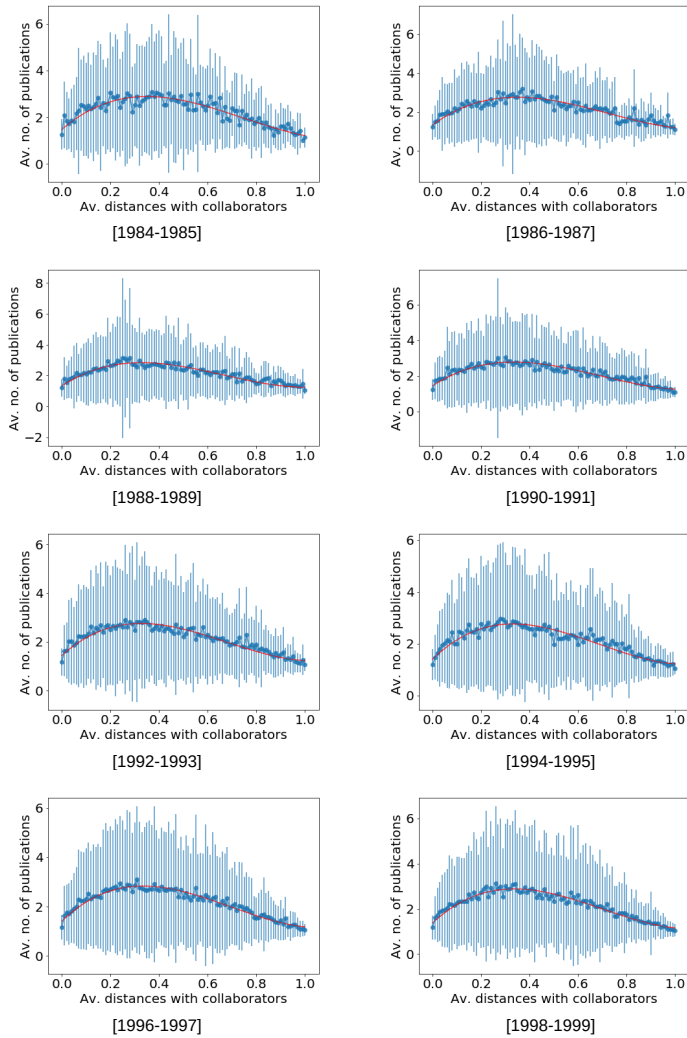 Av. no. of publications
6
4
2
0
0.0 0.2 0.4 0.6 0.8 1.0
Av. distances with collaborators
[1984-1985]
Av. no. of publications
6
4
2
0
0.0 0.2 0.4 0.6 0.8 1.0
Av. distances with collaborators
[1986-1987]
Av. no. of publications
8
6
4
2
0
−2
0.0 0.2 0.4 0.6 0.8 1.0
Av. distances with collaborators
[1988-1989]
Av. no. of publications
6
4
2
0
0.0 0.2 0.4 0.6 0.8 1.0
Av. distances with collaborators
[1990-1991]
Av. no. of publications
6
4
2
0
0.0 0.2 0.4 0.6 0.8 1.0
Av. distances with collaborators
[1992-1993]
Av. no. of publications
6
4
2
0
0.0 0.2 0.4 0.6 0.8 1.0
Av. distances with collaborators
[1994-1995]
Av. no. of publications
6
4
2
0
0.0 0.2 0.4 0.6 0.8 1.0
Av. distances with collaborators
[1996-1997]
Av. no. of publications
6
4
2
0
0.0 0.2 0.4 0.6 0.8 1.0
Av. distances with collaborators
[1998-1999]